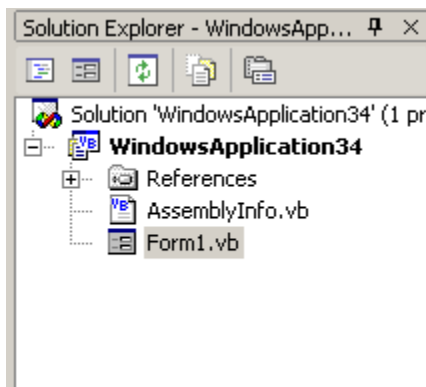 Solution Explorer - WindowsApp...
Solution 'WindowsApplication34' (1 pr
WindowsApplication34
References
AssemblyInfo.vb
Form1.vb